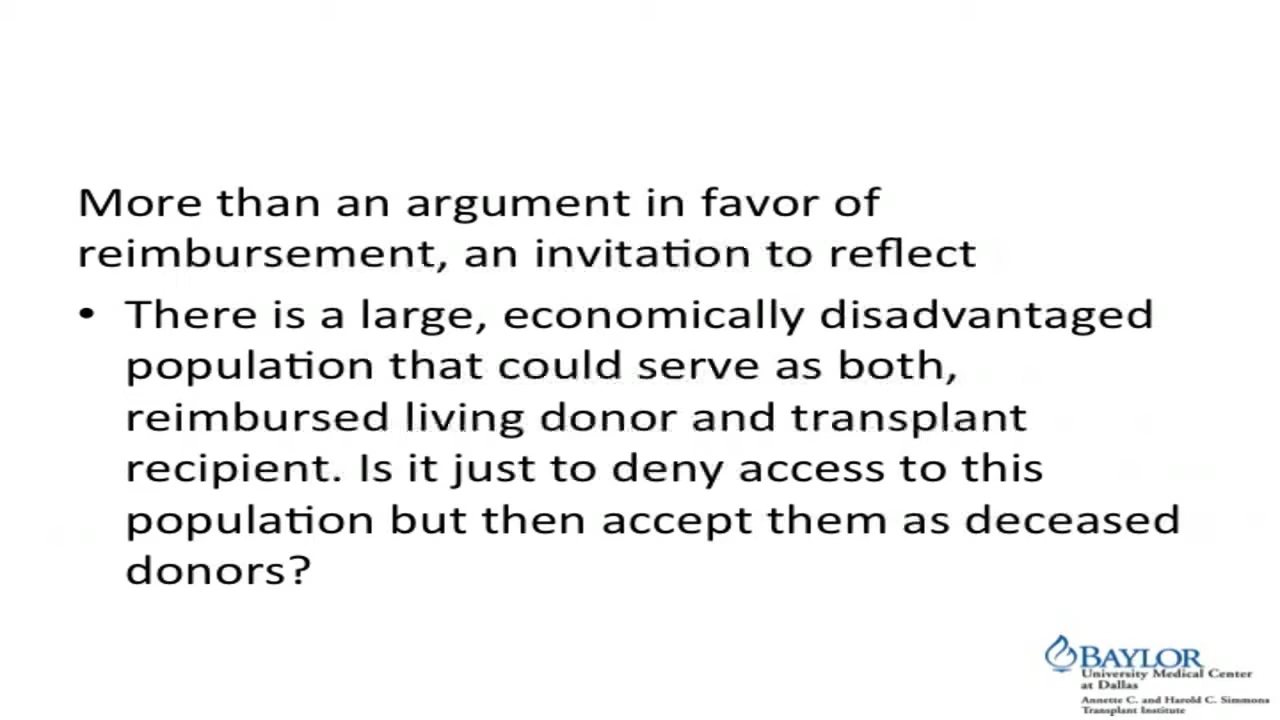 More than an argument in favor of
reimbursement, an invitation to reflect
• There is a large, economically disadvantaged
population that could serve as both,
reimbursed living donor and transplant
recipient. Is it just to deny access to this
population but then accept them as deceased
donors?
BAYLOR
University Medical Center
at Dallas
Annette C. and Harold C. Simmons
Transplant Institute